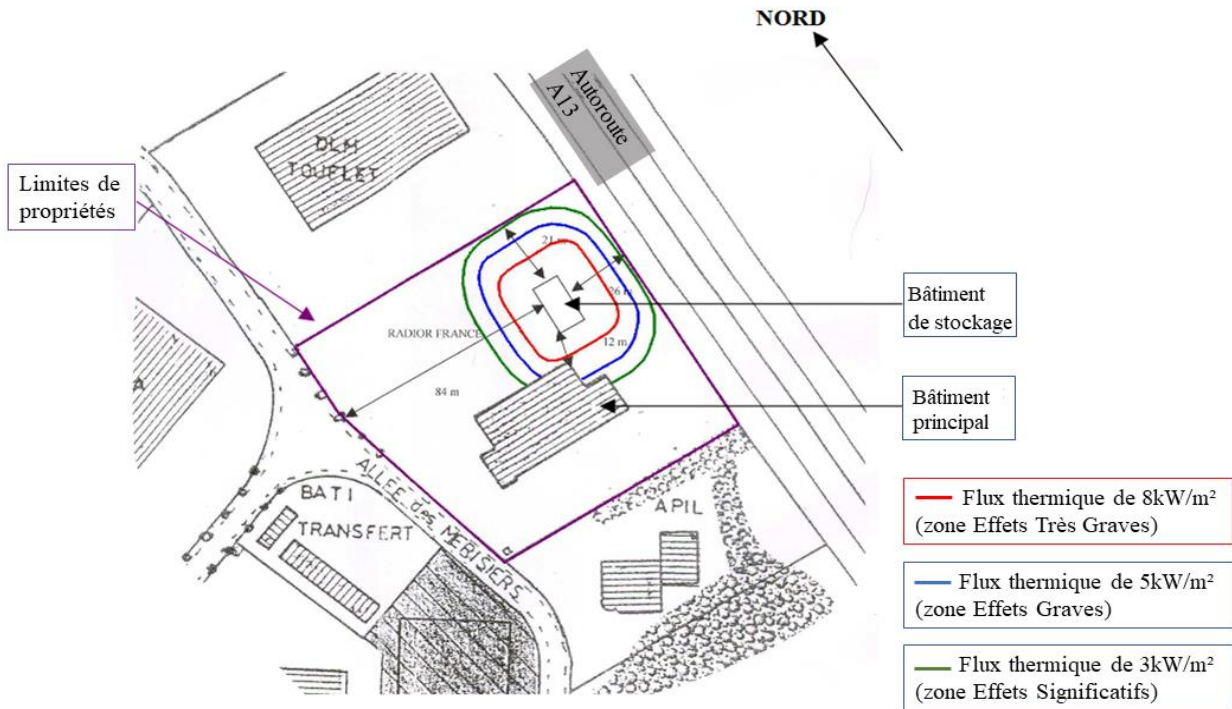 NORD
Autoroute
A13
DLM
TOUFLET
Limites de
propriétés
21 m
26 m
Bâtiment
de stockage
RADIOR FRANCE
12 m.
84 m
Bâtiment
principal
A
ALLEE des MEBISIERS
BATI
TRANSFERT
APIL
Flux thermique de 8kW/m²
(zone Effets Très Graves)
Flux thermique de 5kW/m²
(zone Effets Graves)
Flux thermique de 3kW/m²
(zone Effets Significatifs)